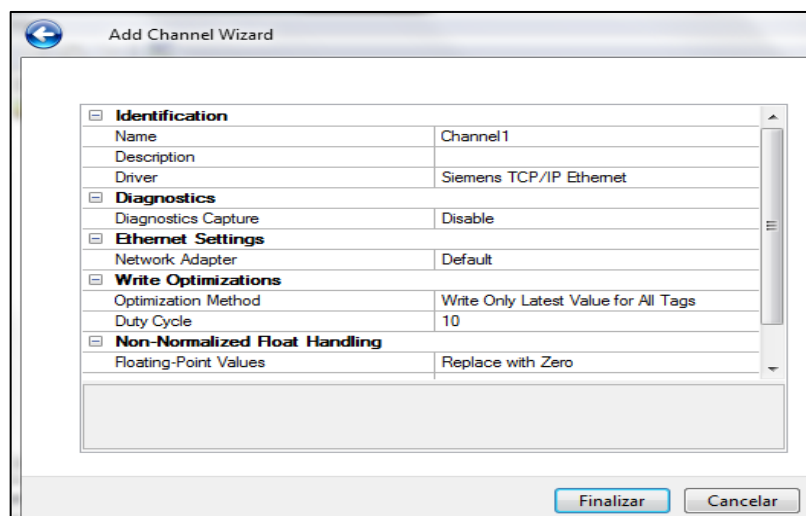 Add Channel Wizard
Identification
Name Channel1
Description
Driver Siemens TCP/IP Ethernet
Diagnostics
Diagnostics Capture Disable
Ethernet Settings
Network Adapter Default
Write Optimizations
Optimization Method Write Only Latest Value for All Tags
Duty Cycle 10
Non-Normalized Float Handling
Floating-Point Values Replace with Zero
Finalizar Cancelar